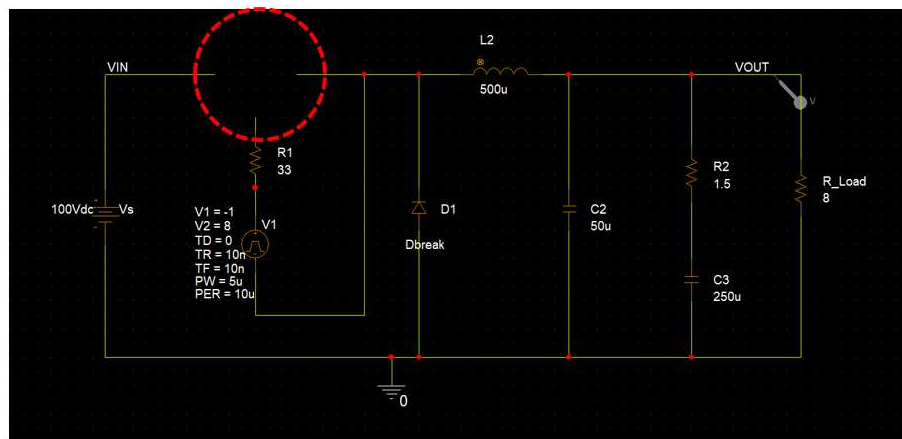 L2
VIN
VOUT
500u
V
R1
33
R2
1.5
R_Load
8
100Vdc
Vs
V1 = -1
V2 = 8
TD = 0
TR = 10n
TF = 10n
PW = 5u
PER = 10u
V1
D1
Dbreak
C2
50u
C3
250u
0